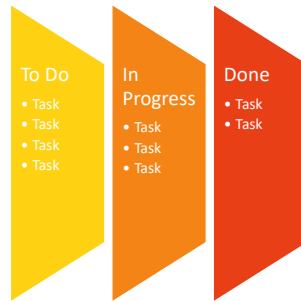 To Do
• Task
• Task
• Task
• Task
In
Progress
• Task
• Task
• Task
Done
• Task
• Task